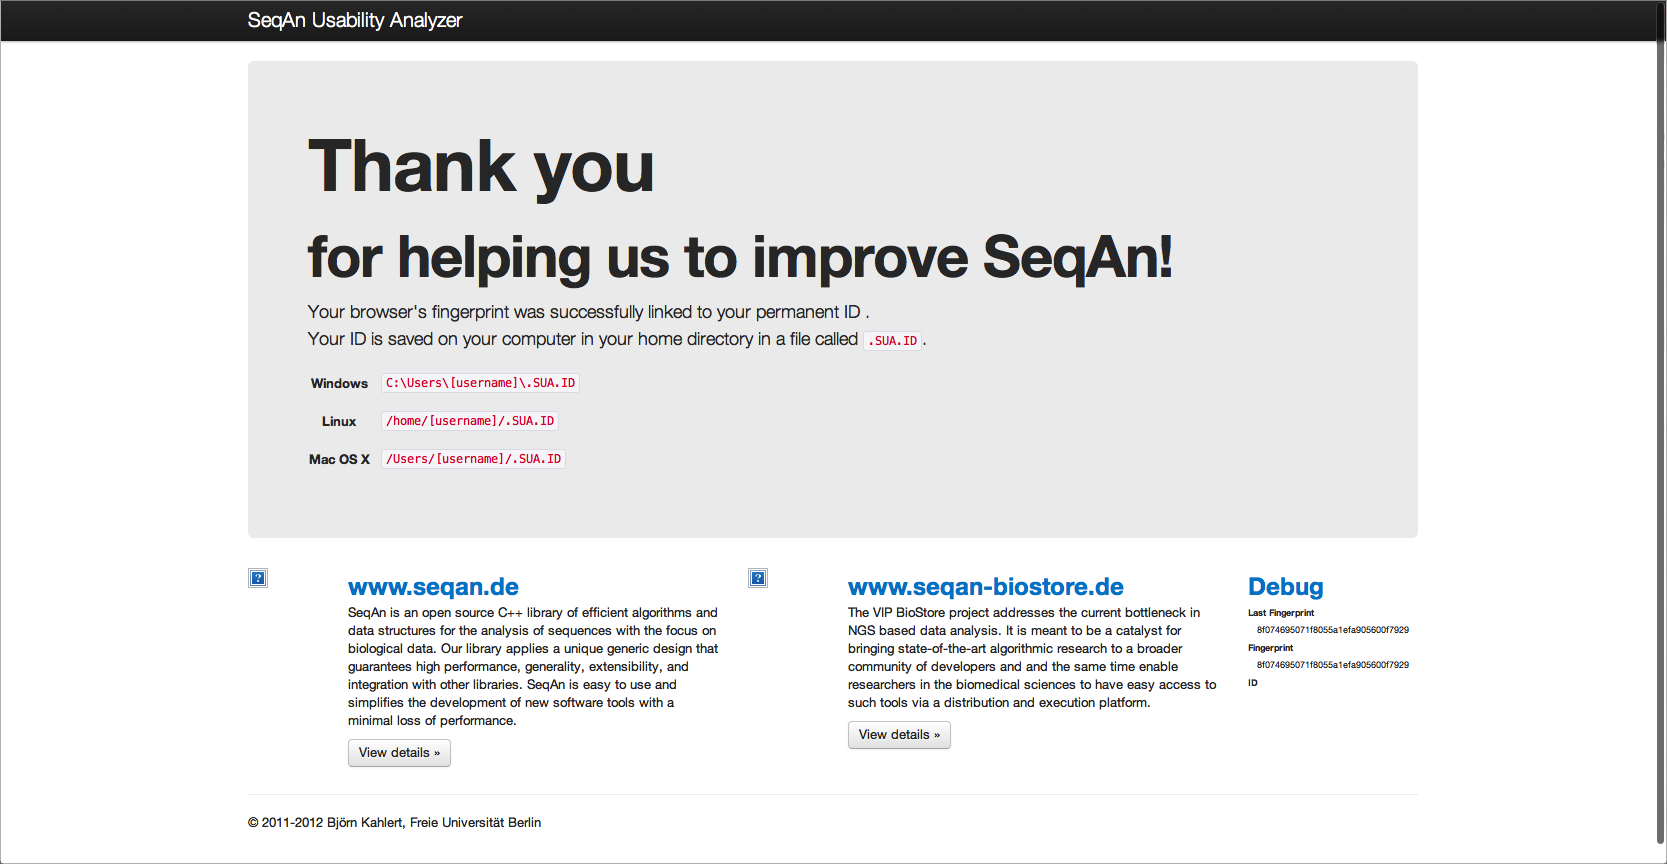 SeqAn Usability Analyzer
Thank you
for helping us to improve SeqAn!
Your browser's fingerprint was successfully linked to your permanent ID .
Your ID is saved on your computer in your home directory in a file called .SUA.ID.
Windows C:\Users\[username]\.SUA.ID
Linux /home/[username]/.SUA.ID
Mac OS X /Users/[username]/.SUA.ID
www.seqan.de
SeqAn is an open source C++ library of efficient algorithms and
data structures for the analysis of sequences with the focus on
biological data. Our library applies a unique generic design that
guarantees high performance, generality, extensibility, and
integration with other libraries. SeqAn is easy to use and
simplifies the development of new software tools with a
minimal loss of performance.
View details »
www.seqan-biostore.de
The VIP BioStore project addresses the current bottleneck in
NGS based data analysis. It is meant to be a catalyst for
bringing state-of-the-art algorithmic research to a broader
community of developers and and the same time enable
researchers in the biomedical sciences to have easy access to
such tools via a distribution and execution platform.
View details »
Debug
Last Fingerprint
8f074695071f8055a1efa905600f7929
Fingerprint
8f074695071f8055a1efa905600f7929
ID
© 2011-2012 Björn Kahlert, Freie Universität Berlin